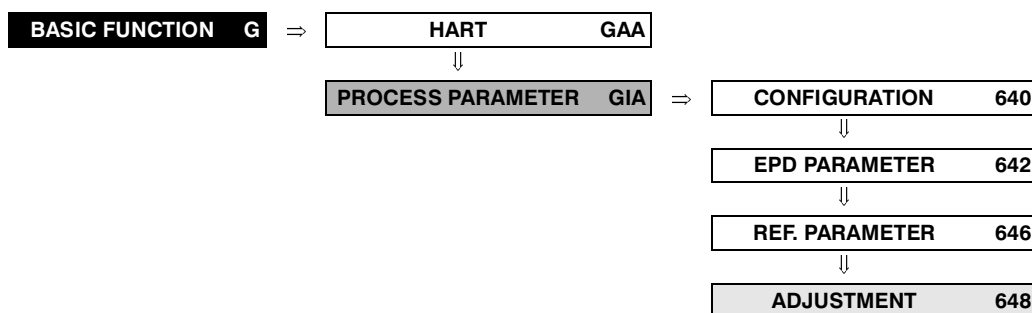 BASIC FUNCTION G ⇒ HART GAA
⇓
PROCESS PARAMETER GIA ⇒ CONFIGURATION 640
⇓
EPD PARAMETER 642
⇓
REF. PARAMETER 646
⇓
ADJUSTMENT 648